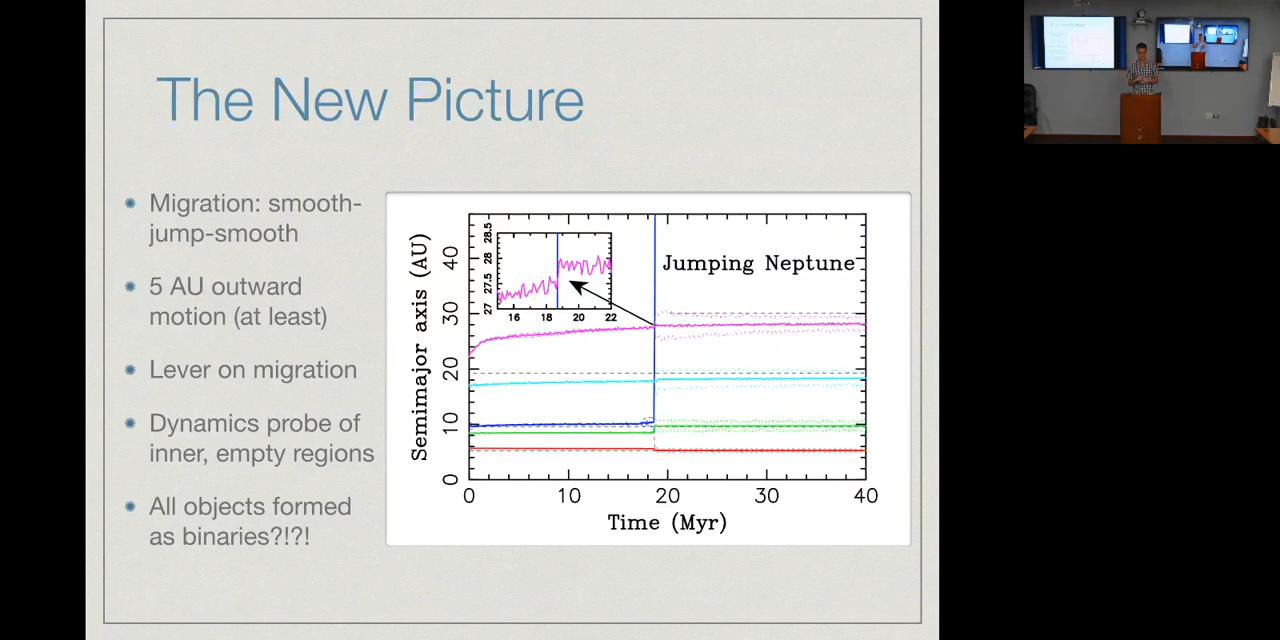 The New Picture
Migration: smooth-
jump-smooth
5 AU outward
motion (at least)
Lever on migration
Dynamics probe of
inner, empty regions
All objects formed
as binaries?!?!
Semimajor axis (AU)
40
30
20
10
0
28.5
28
27.5
27
16
18
20
22
Jumping Neptune
0
10
20
30
40
Time (Myr)